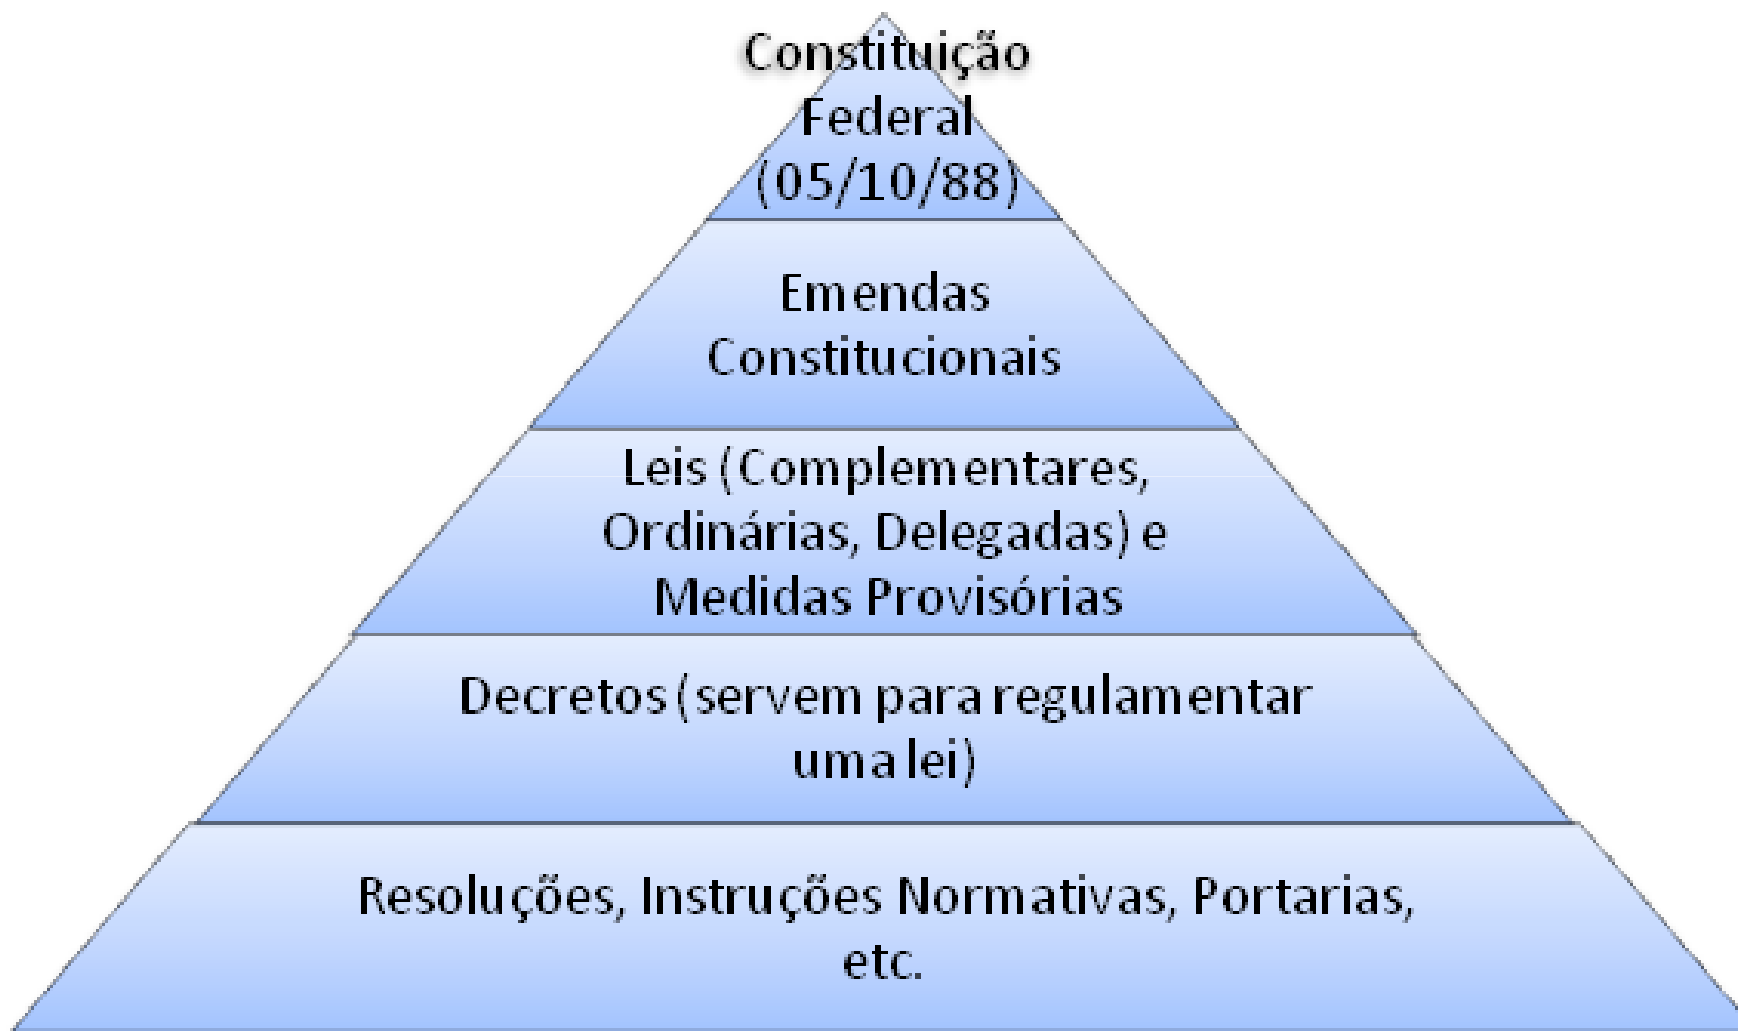 Constituição
Federal
(05/10/88)
Emendas
Constitucionais
Leis (Complementares,
Ordinárias, Delegadas) e
Medidas Provisórias
Decretos (servem para regulamentar
uma lei)
Resoluções, Instruções Normativas, Portarias,
etc.